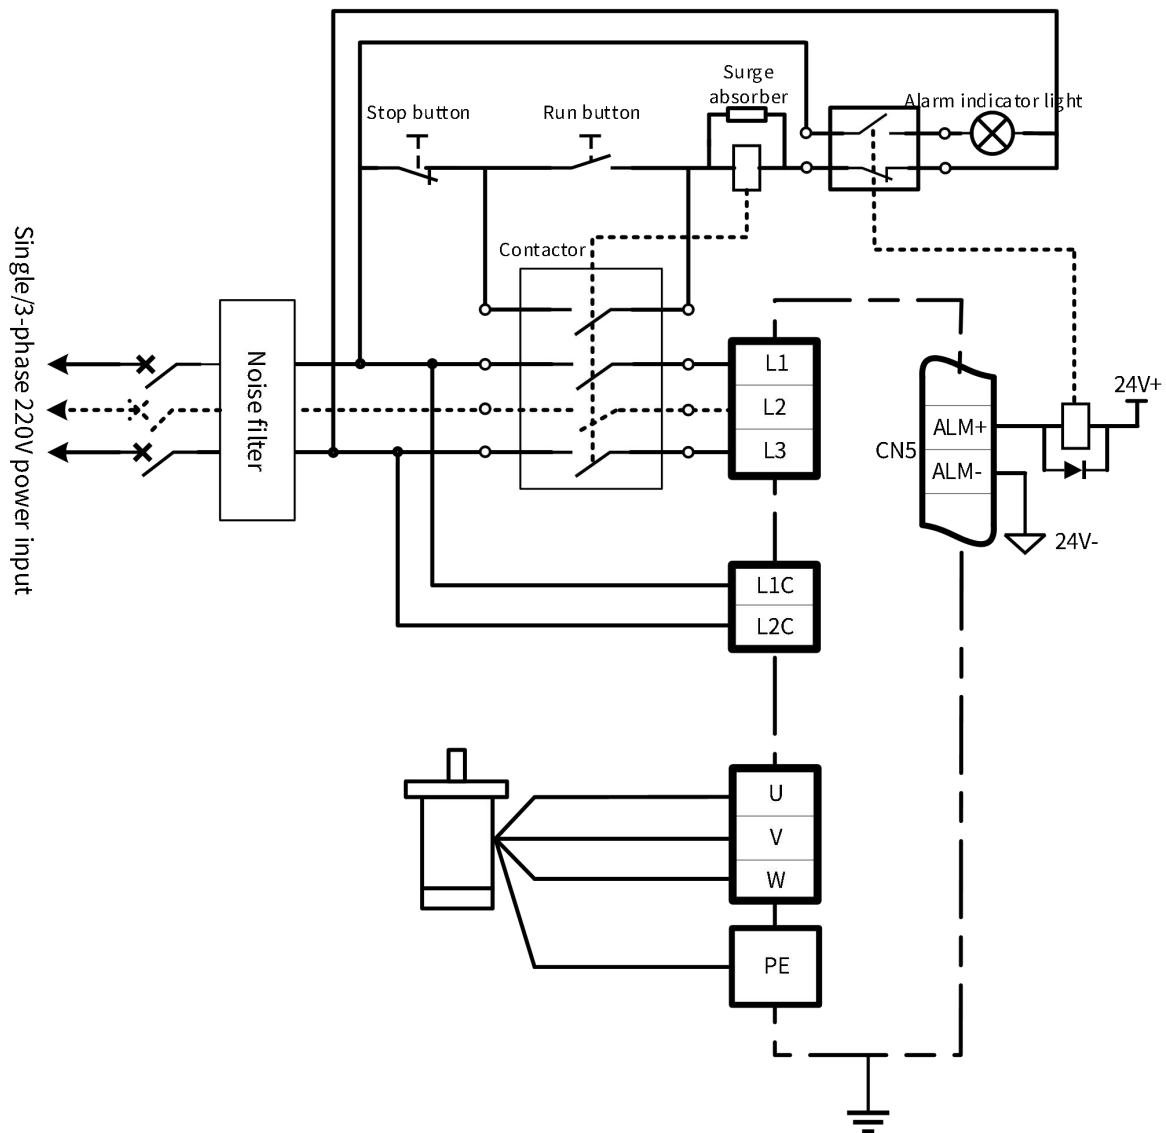 Surge
absorber
Alarm indicator light
Stop button
Run button
Contactor
Single/3-phase 220V power input
Noise filter
L1
L2
L3
24V+
CN5
ALM+
ALM-
24V-
L1C
L2C
U
V
W
PE